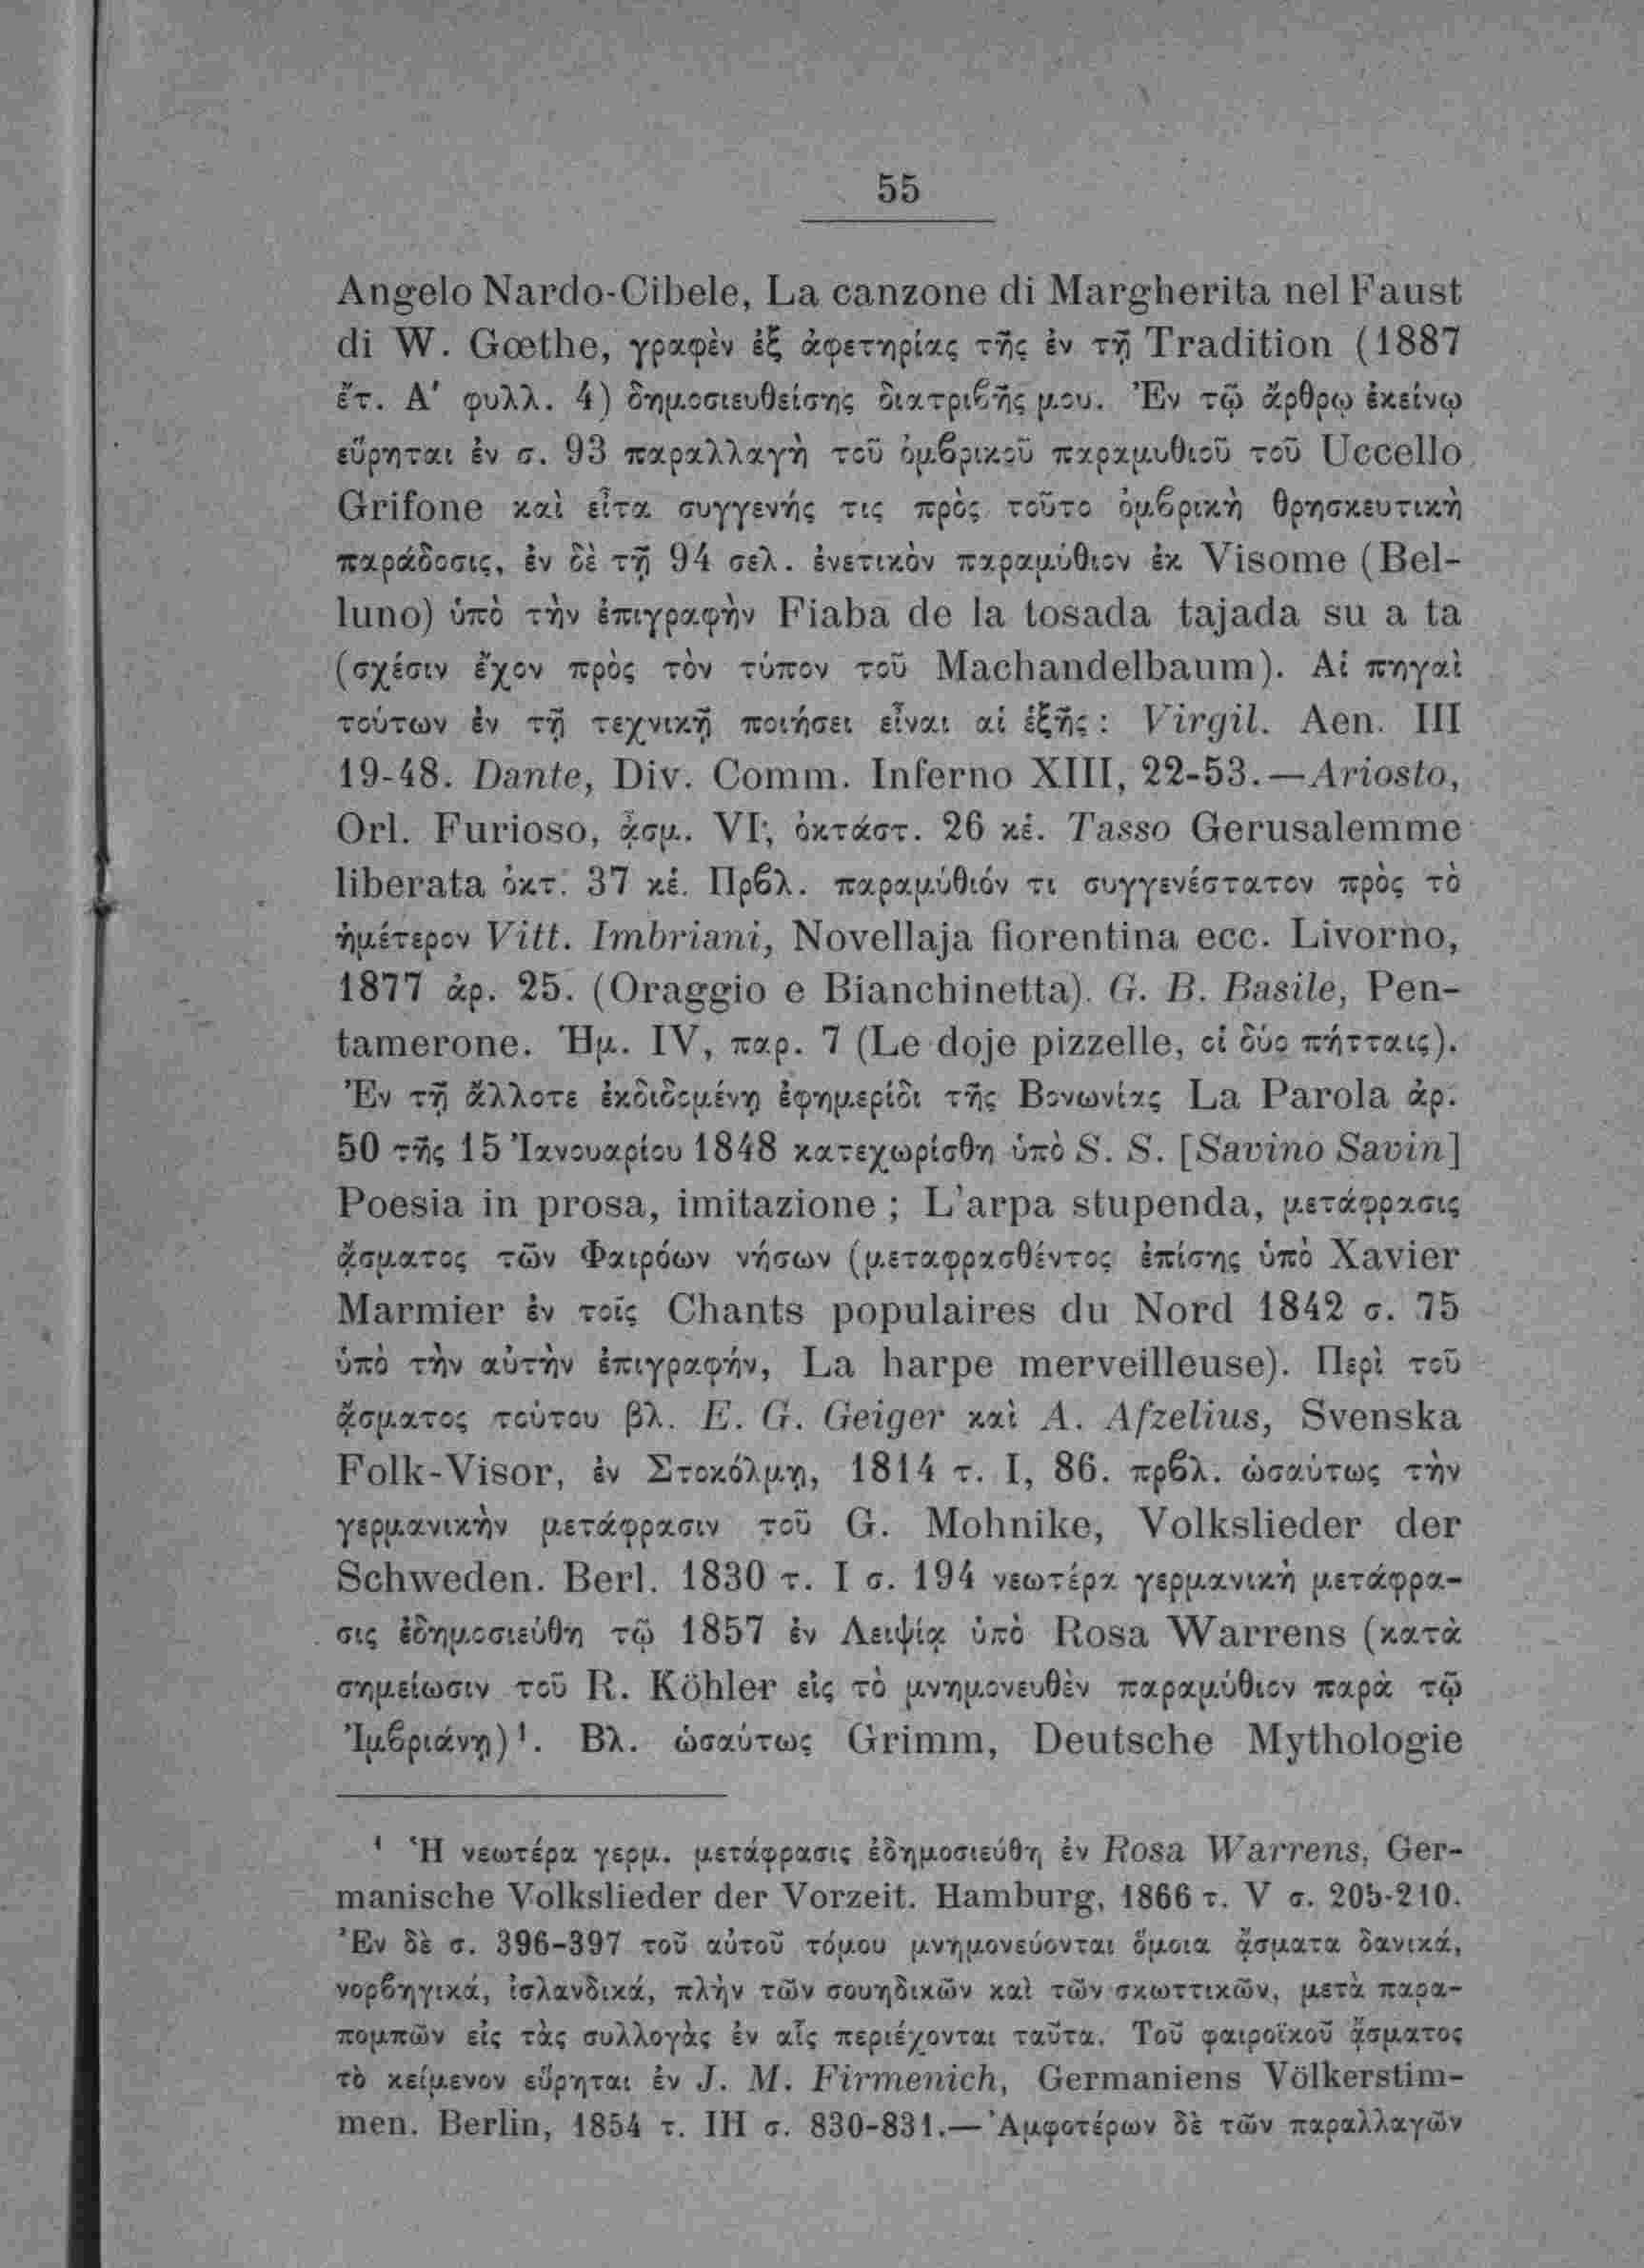 55
Angelo Nardo-Cibele, La canzone di Margherita nel Faust
di W. Gœthe, γραφὲν ἐξ ἀφετηρίας τῆς ἐν τῇ Tradition (1887
ἔτ. Α' φυλλ. 4) δημοσιευθείσης διατριβῆς μου. Ἐν τῷ ἄρθρῳ ἐκείνῳ
εὕρηται ἐν σ. 93 παραλλαγὴ τοῦ ὀμβρικοῦ παραμυθιοῦ τοῦ Uccello
Grifone καὶ εἶτα συγγενής τις πρὸς τοῦτο ὀμβρικὴ θρησκευτικὴ
παράδοσις, ἐν δὲ τῇ 94 σελ. ἐνετικὸν παραμύθιον ἐκ Visome (Bel-
luno) ὑπὸ τὴν ἐπιγραφὴν Fiaba de la tosada tajada su a ta
(σχέσιν ἔχον πρὸς τὸν τύπον τοῦ Machandelbaum). Αἱ πηγαὶ
τούτων ἐν τῇ τεχνικῇ ποιήσει εἶναι αἱ ἑξῆς: Virgil. Aen. III
19-48. Dante, Div. Comm. Inferno XIII, 22-53.—Ariosto,
Orl. Furioso, ᾆσμ. VI, ὀκτάστ. 26 κἑ. Tasso Gerusalemme
liberata ὀκτ. 37 κἑ. Πρβλ. παραμύθιόν τι συγγενέστατον πρὸς τὸ
ἡμέτερον Vitt. Imbriani, Novellaja fiorentina ecc. Livorno,
1877 ἀρ. 25. (Oraggio e Bianchinetta). G. B. Basile, Pen-
tamerone. Ἡμ. IV, παρ. 7 (Le doje pizzelle, οἱ δύο πήτταις).
Ἐν τῇ ἄλλοτε ἐκδιδομένῃ ἐφημερίδι τῆς Βονωνίας La Parola ἀρ.
50 τῆς 15 Ἰανουαρίου 1848 κατεχωρίσθη ὑπὸ S. S. [Savino Savin]
Poesia in prosa, imitazione ; L'arpa stupenda, μετάφρασις
ᾄσματος τῶν Φαιρόων νήσων (μεταφρασθέντος ἐπίσης ὑπὸ Xavier
Marmier ἐν τοῖς Chants populaires du Nord 1842 σ. 75
ὑπὸ τὴν αὐτὴν ἐπιγραφήν, La harpe merveilleuse). Περὶ τοῦ
ᾄσματος τούτου βλ. E. G. Geiger καὶ A. Afzelius, Svenska
Folk-Visor, ἐν Στοκόλμῃ, 1814 τ. I, 86. πρβλ. ὡσαύτως τὴν
γερμανικὴν μετάφρασιν τοῦ G. Mohnike, Volkslieder der
Schweden. Berl. 1830 τ. I σ. 194 νεωτέρα γερμανικὴ μετάφρα-
σις ἐδημοσιεύθη τῷ 1857 ἐν Λειψίᾳ ὑπὸ Rosa Warrens (κατὰ
σημείωσιν τοῦ R. Köhler εἰς τὸ μνημονευθὲν παραμύθιον παρὰ τῷ
Ἰμβριάνῃ)¹. Βλ. ὡσαύτως Grimm, Deutsche Mythologie
¹ Ἡ νεωτέρα γερμ. μετάφρασις ἐδημοσιεύθη ἐν Rosa Warrens, Ger-
manische Volkslieder der Vorzeit. Hamburg, 1866 τ. V σ. 205-210.
Ἐν δὲ σ. 396-397 τοῦ αὐτοῦ τόμου μνημονεύονται ὅμοια ᾄσματα δανικά,
νορβηγικά, ἰσλανδικά, πλὴν τῶν σουηδικῶν καὶ τῶν σκωττικῶν, μετὰ παρα-
πομπῶν εἰς τὰς συλλογὰς ἐν αἷς περιέχονται ταῦτα. Τοῦ φαιροϊκοῦ ᾄσματος
τὸ κείμενον εὕρηται ἐν J. M. Firmenich, Germaniens Völkerstim-
men. Berlin, 1854 τ. III σ. 830-831.—Ἀμφοτέρων δὲ τῶν παραλλαγῶν